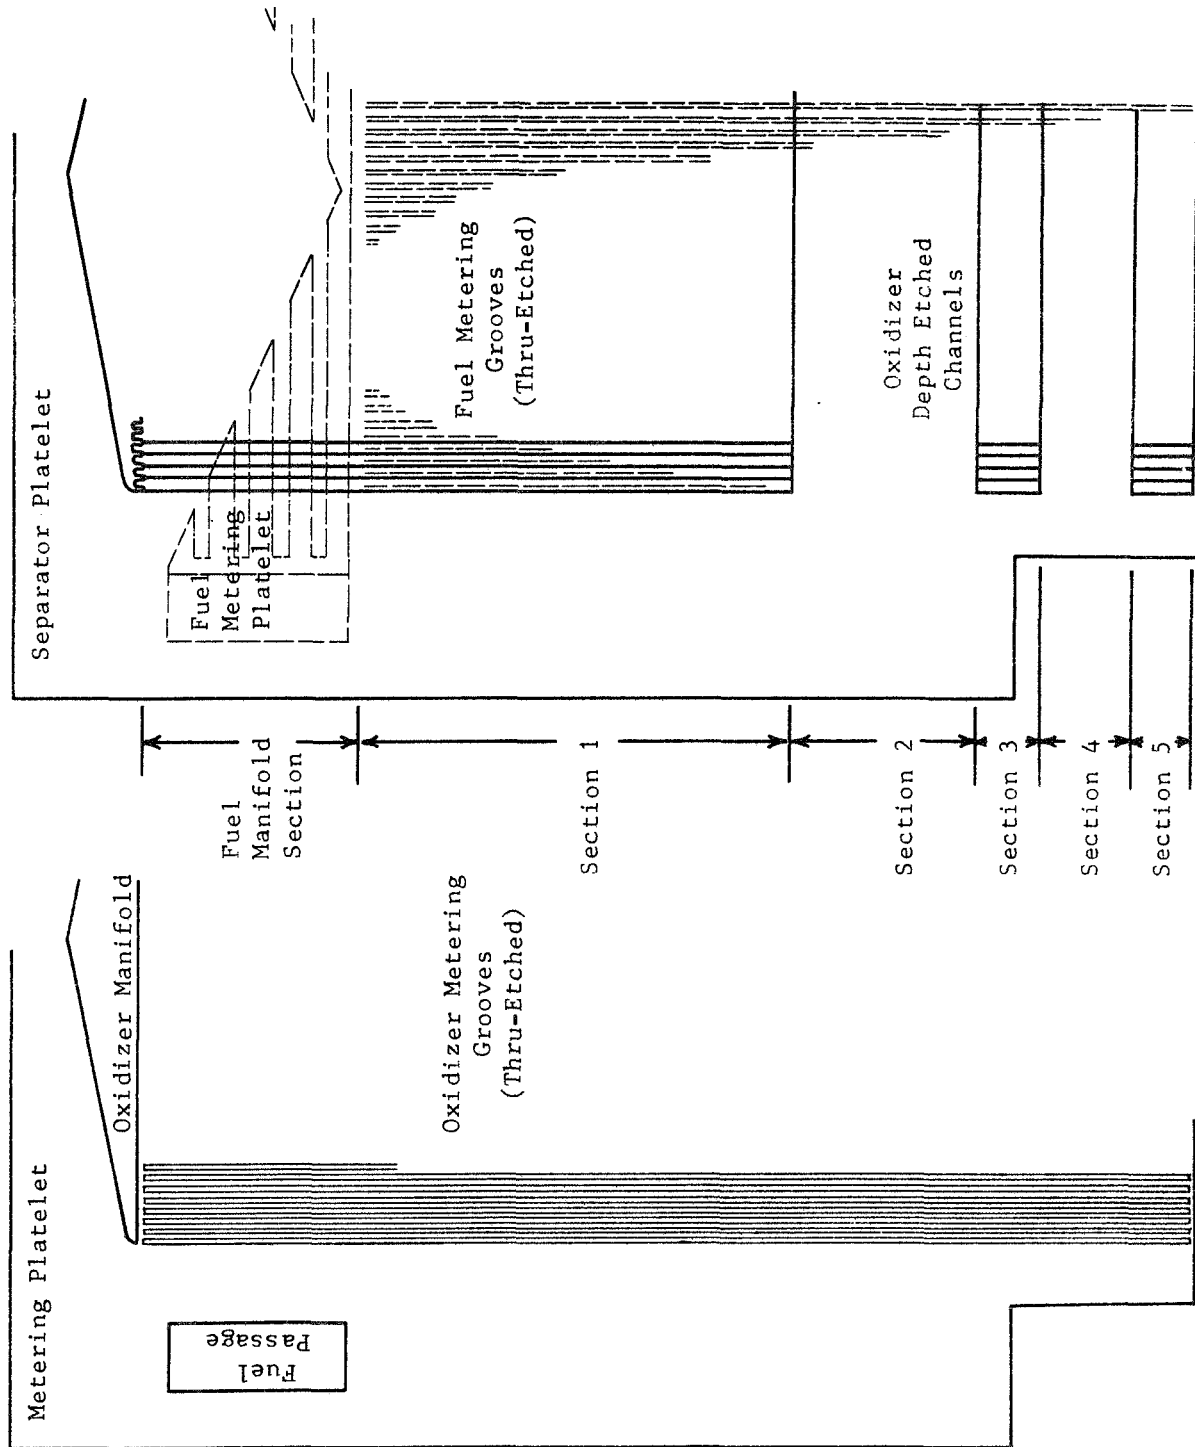 Separator Platelet
Fuel
Metering
Platelet
Fuel Metering
Grooves
(Thru-Etched)
Oxidizer
Depth Etched
Channels
Fuel
Manifold
Section
Section 1
Section 2
Section 3
Section 4
Section 5
Metering Platelet
Oxidizer Manifold
Oxidizer Metering
Grooves
(Thru-Etched)
Fuel
Passage